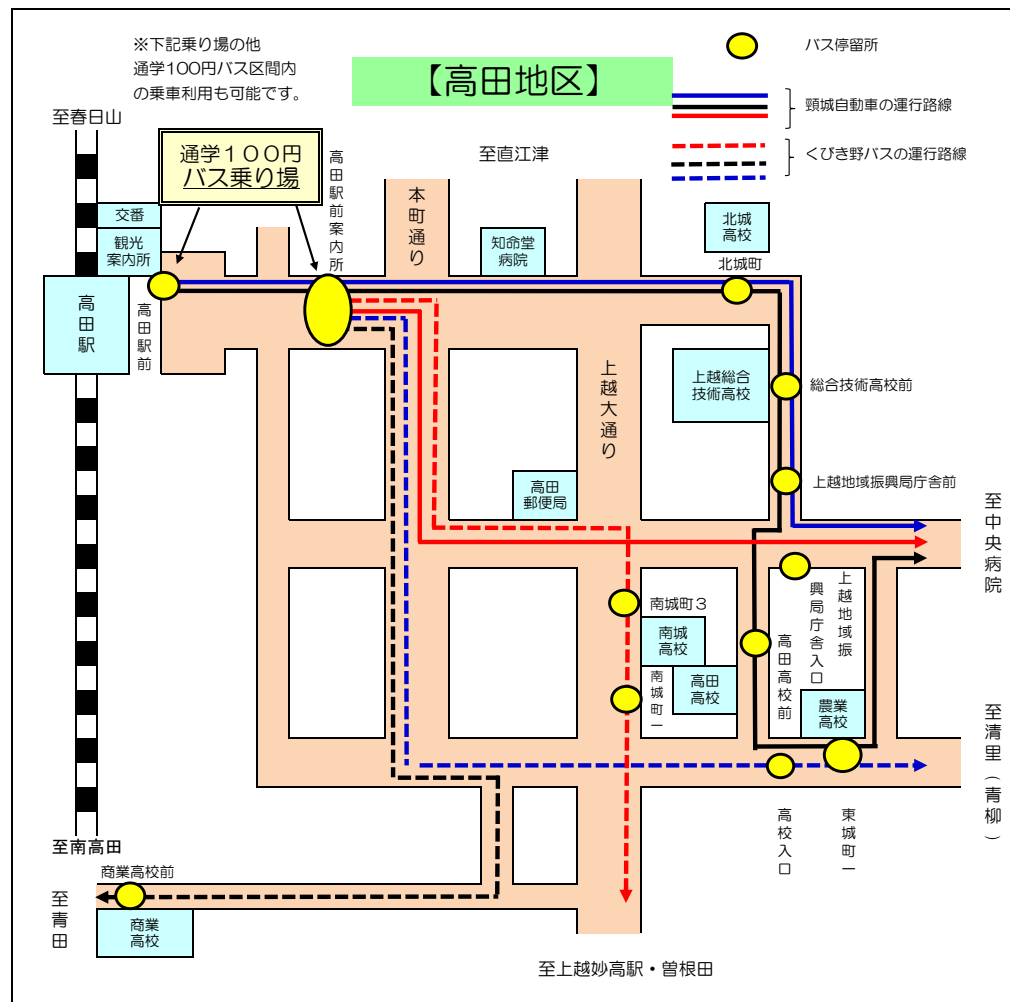 ※下記乗り場の他
通学100円バス区間内
の乗車利用も可能です。
【高田地区】
バス停留所
頸城自動車の運行路線
くびき野バスの運行路線
至春日山
通学１００円
バス乗り場
高田駅前案内所
至直江津
本町通り
交番
観光
案内所
知命堂
病院
北城
高校
北城町
高田駅
高田駅前
上越大通り
上越総合
技術高校
総合技術高校前
高田
郵便局
上越地域振興局庁舎前
至中央病院
南城町３
南城
高校
高田
高校
南城町一
高田高校前
上越地域振
興局庁舎入口
農業
高校
至清里（青柳）
高校入口
東城町一
至南高田
商業高校前
至青田
商業
高校
至上越妙高駅・曽根田